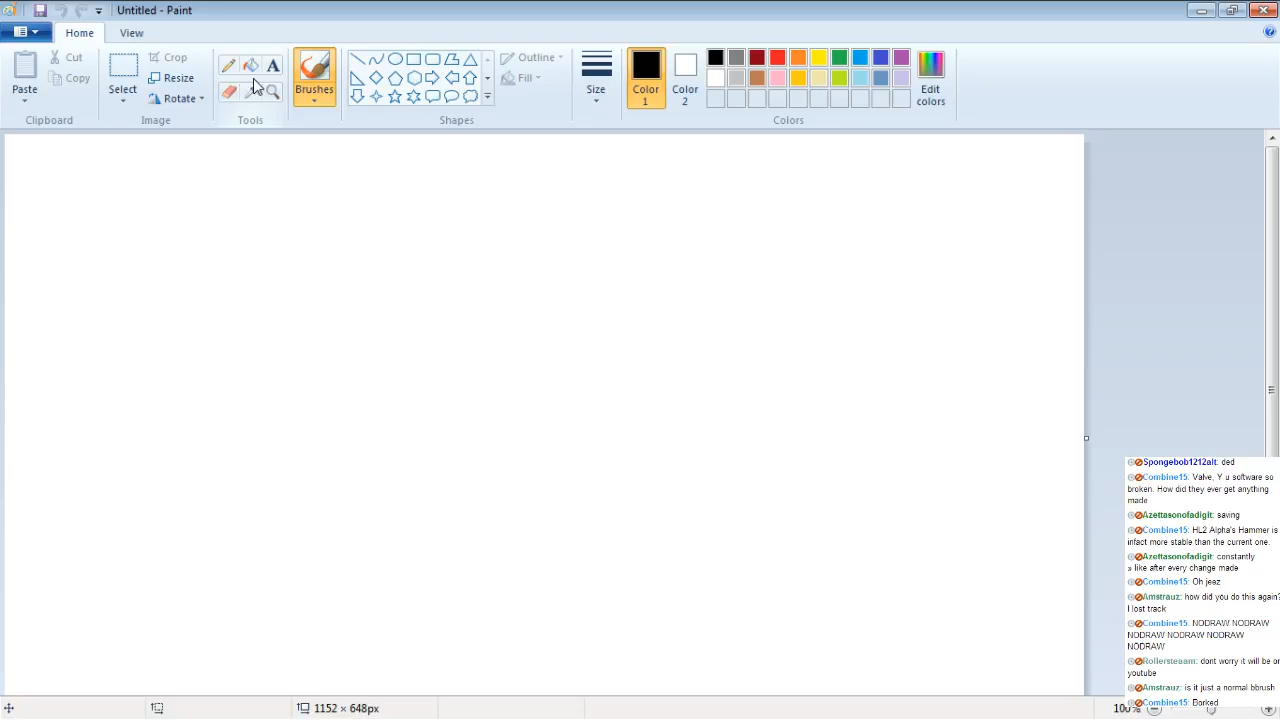 Untitled - Paint
Home
View
Paste
Cut
Copy
Clipboard
Select
Crop
Resize
Rotate
Image
A
Tools
Brushes
Shapes
Outline
Fill
Size
Color
1
Color
2
Colors
Edit
colors
Spongebob1212alt: ded
Combine15: Valve, Y u software so
broken. How did they ever get anything
made
Azettasonofadigit: saving
Combine15: HL2 Alpha's Hammer is
infact more stable than the current one.
Azettasonofadigit: constantly
» like after every change made
Combine15: Oh jeez
Amstrauz: how did you do this again?
I lost track
Combine15: NODRAW NODRAW
NODRAW NODRAW NODRAW
NODRAW
Rollersteaam: dont worry it will be on
youtube
Amstrauz: is it just a normal bbrush
Combine15: Borked
1152 × 648px
100%